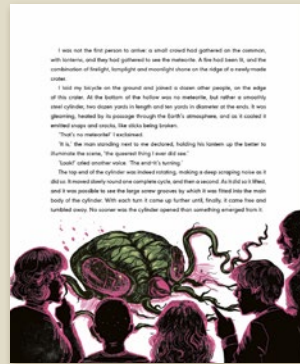 I was not the first person to arrive: a small crowd had gathered on the common,
with lanterns, and they had gathered to see the meteorite. A fire had been lit, and the
combination of firelight, lamplight and moonlight shone on the ridge of a newly-made
crater.
I laid my bicycle on the ground and joined a dozen other people, on the edge
of this crater. At the bottom of the hollow was no meteorite, but rather a smoothly
steel cylinder, two dozen yards in length and ten yards in diameter at the ends. It was
gleaming, heated by its passage through the Earth's atmosphere, and as it cooled it
emitted snaps and cracks, like sticks being broken.
'That's no meteorite!' I exclaimed.
'It is,' the man standing next to me declared, holding his lantern up the better to
illuminate the scene, 'the queerest thing I ever did see.'
'Look!' cried another voice. 'The end—it's turning.'
The top end of the cylinder was indeed rotating, making a deep scraping noise as it
did so. It moved slowly round one complete cycle, and then a second. As it did so it lifted,
and it was possible to see the large screw grooves by which it was fitted into the main
body of the cylinder. With each turn it came up further until, finally, it came free and
tumbled away. No sooner was the cylinder opened than something emerged from it.